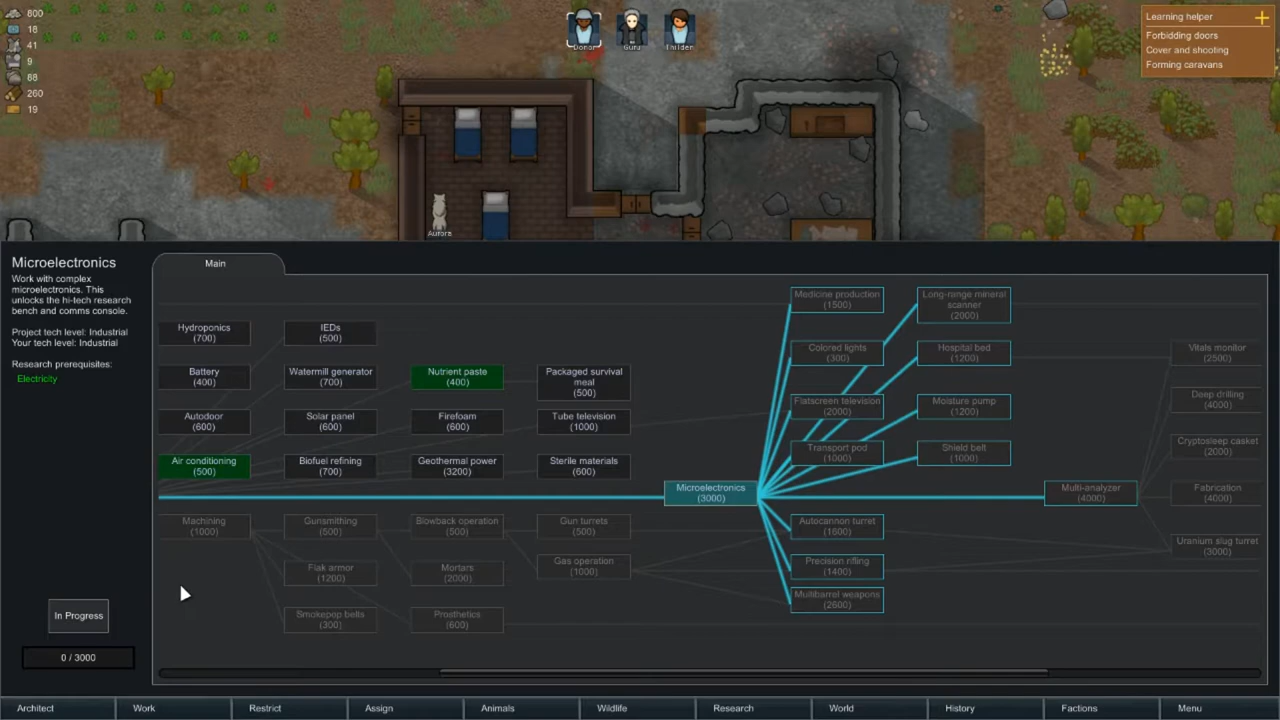 800
18
41
9
88
260
19
Donar
Guru
Thilden
Learning helper
Forbidding doors
Cover and shooting
Forming caravans
Aurora
Microelectronics
Work with complex
microelectronics. This
unlocks the hi-tech research
bench and comms console.
Project tech level: Industrial
Your tech level: Industrial
Research prerequisites:
Electricity
In Progress
0 / 3000
Main
Hydroponics
(700)
IEDs
(500)
Battery
(400)
Watermill generator
(700)
Nutrient paste
(400)
Packaged survival
meal
(500)
Autodoor
(600)
Solar panel
(600)
Firefoam
(600)
Tube television
(1000)
Air conditioning
(500)
Biofuel refining
(700)
Geothermal power
(3200)
Sterile materials
(600)
Microelectronics
(3000)
Machining
(1000)
Gunsmithing
(500)
Blowback operation
(500)
Gun turrets
(500)
Flak armor
(1200)
Mortars
(2000)
Gas operation
(1000)
Smokepop belts
(300)
Prosthetics
(600)
Medicine production
(1500)
Long-range mineral
scanner
(2000)
Colored lights
(300)
Hospital bed
(1200)
Flatscreen television
(2000)
Moisture pump
(1200)
Transport pod
(1000)
Shield belt
(1000)
Autocannon turret
(1600)
Precision rifling
(1400)
Multibarrel weapons
(2600)
Multi-analyzer
(4000)
Vitals monitor
(2500)
Deep drilling
(4000)
Cryptosleep casket
(2000)
Fabrication
(4000)
Uranium slug turret
(3000)
Architect
Work
Restrict
Assign
Animals
Wildlife
Research
World
History
Factions
Menu